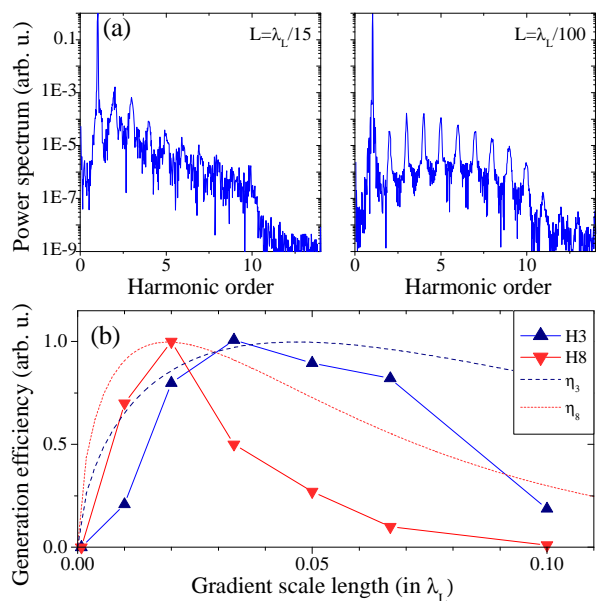 (a)
L=λL/15
L=λL/100
Power spectrum (arb. u.)
0.1
1E-3
1E-5
1E-7
1E-9
0 5 10
0 5 10
Harmonic order
Harmonic order
(b)
Generation efficiency (arb. u.)
1.0
0.5
0.0
H3
H8
η3
η8
0.00 0.05 0.10
Gradient scale length (in λL)